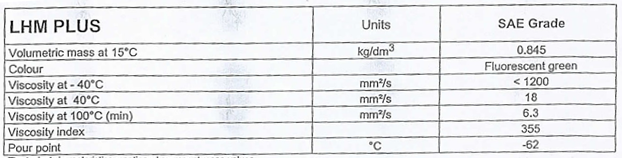 LHM PLUS Units SAE Grade
Volumetric mass at 15°C kg/dm³ 0.845
Colour Fluorescent green
Viscosity at - 40°C mm²/s < 1200
Viscosity at 40°C mm²/s 18
Viscosity at 100°C (min) mm²/s 6.3
Viscosity index 355
Pour point °C -62